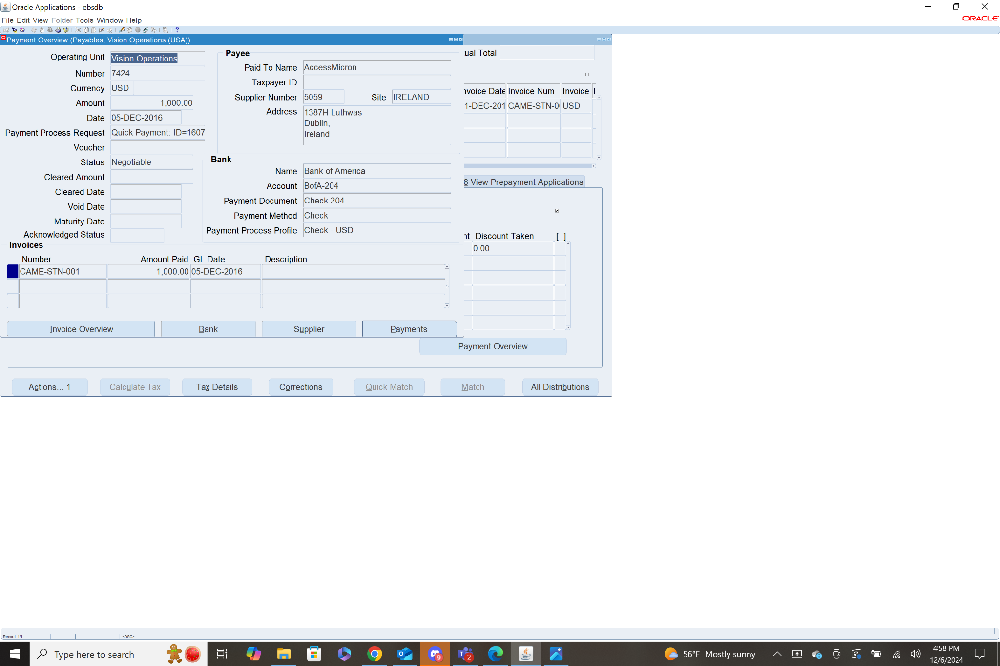 Oracle Applications - ebsdb
File Edit View Folder Tools Window Help
ORACLE
Payment Overview (Payables, Vision Operations (USA))
Operating Unit Vision Operations
Number 7424
Currency USD
Amount 1,000.00
Date 05-DEC-2016
Payment Process Request Quick Payment: ID=1607
Voucher
Status Negotiable
Cleared Amount
Cleared Date
Void Date
Maturity Date
Acknowledged Status
Payee
Paid To Name AccessMicron
Taxpayer ID
Supplier Number 5059 Site IRELAND
Address 1387H Luthwas
Dublin,
Ireland
Bank
Name Bank of America
Account BofA-204
Payment Document Check 204
Payment Method Check
Payment Process Profile Check - USD
Invoices
Number Amount Paid GL Date Description
CAME-STN-001 1,000.00 05-DEC-2016
Invoice Overview Bank Supplier Payments
ual Total
nvoice Date Invoice Num Invoice I
1-DEC-201 CAME-STN-0 USD
6 View Prepayment Applications
nt Discount Taken [ ]
0.00
Payment Overview
Actions... 1 Calculate Tax Tax Details Corrections Quick Match Match All Distributions
Record: 1/1 ... <OSC>
Type here to search
9
2
56°F Mostly sunny
4:58 PM
12/6/2024